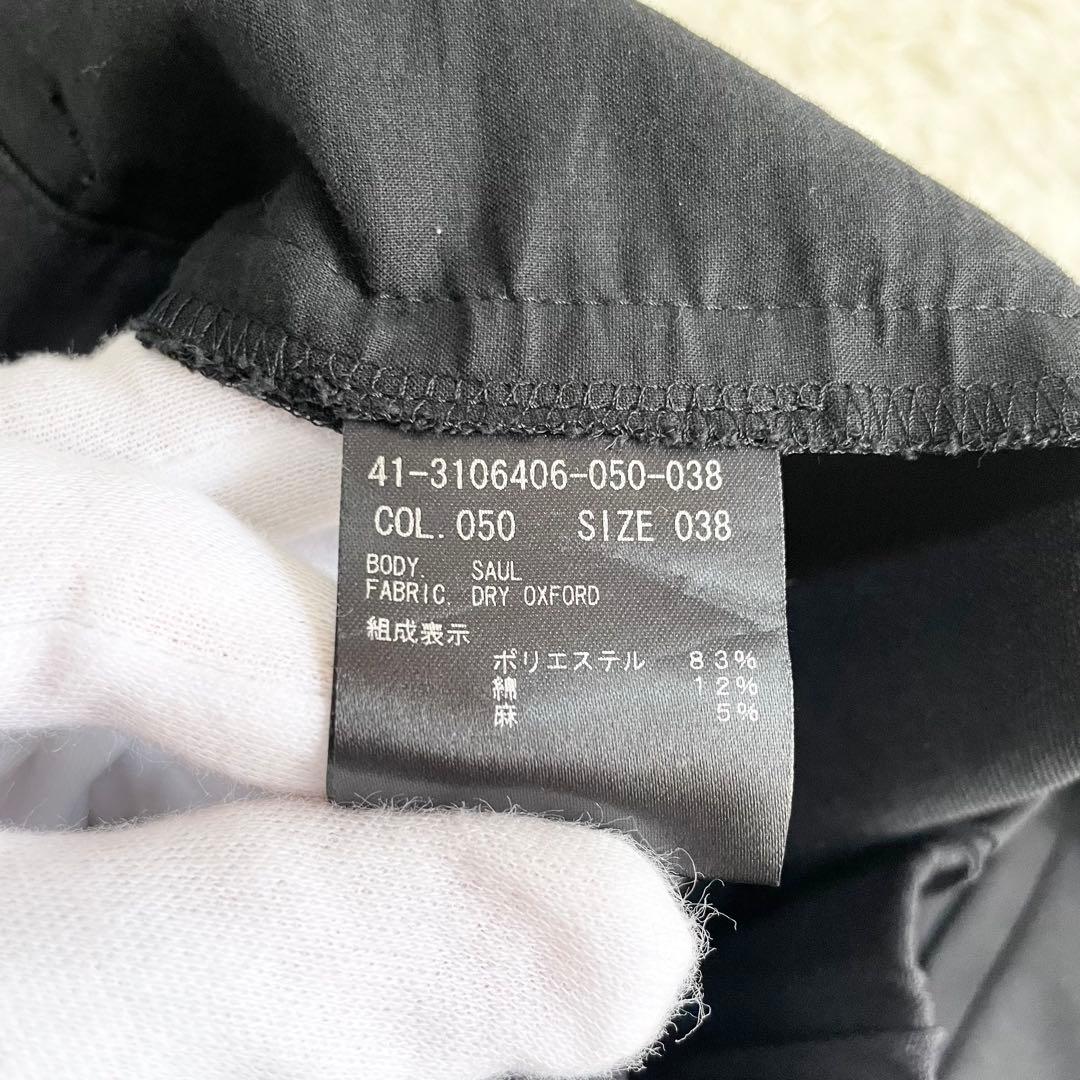 41-3106406-050-038
COL. 050 SIZE 038
BODY. SAUL
FABRIC. DRY OXFORD
組成表示
ポリエステル 83%
綿 12%
麻 5%